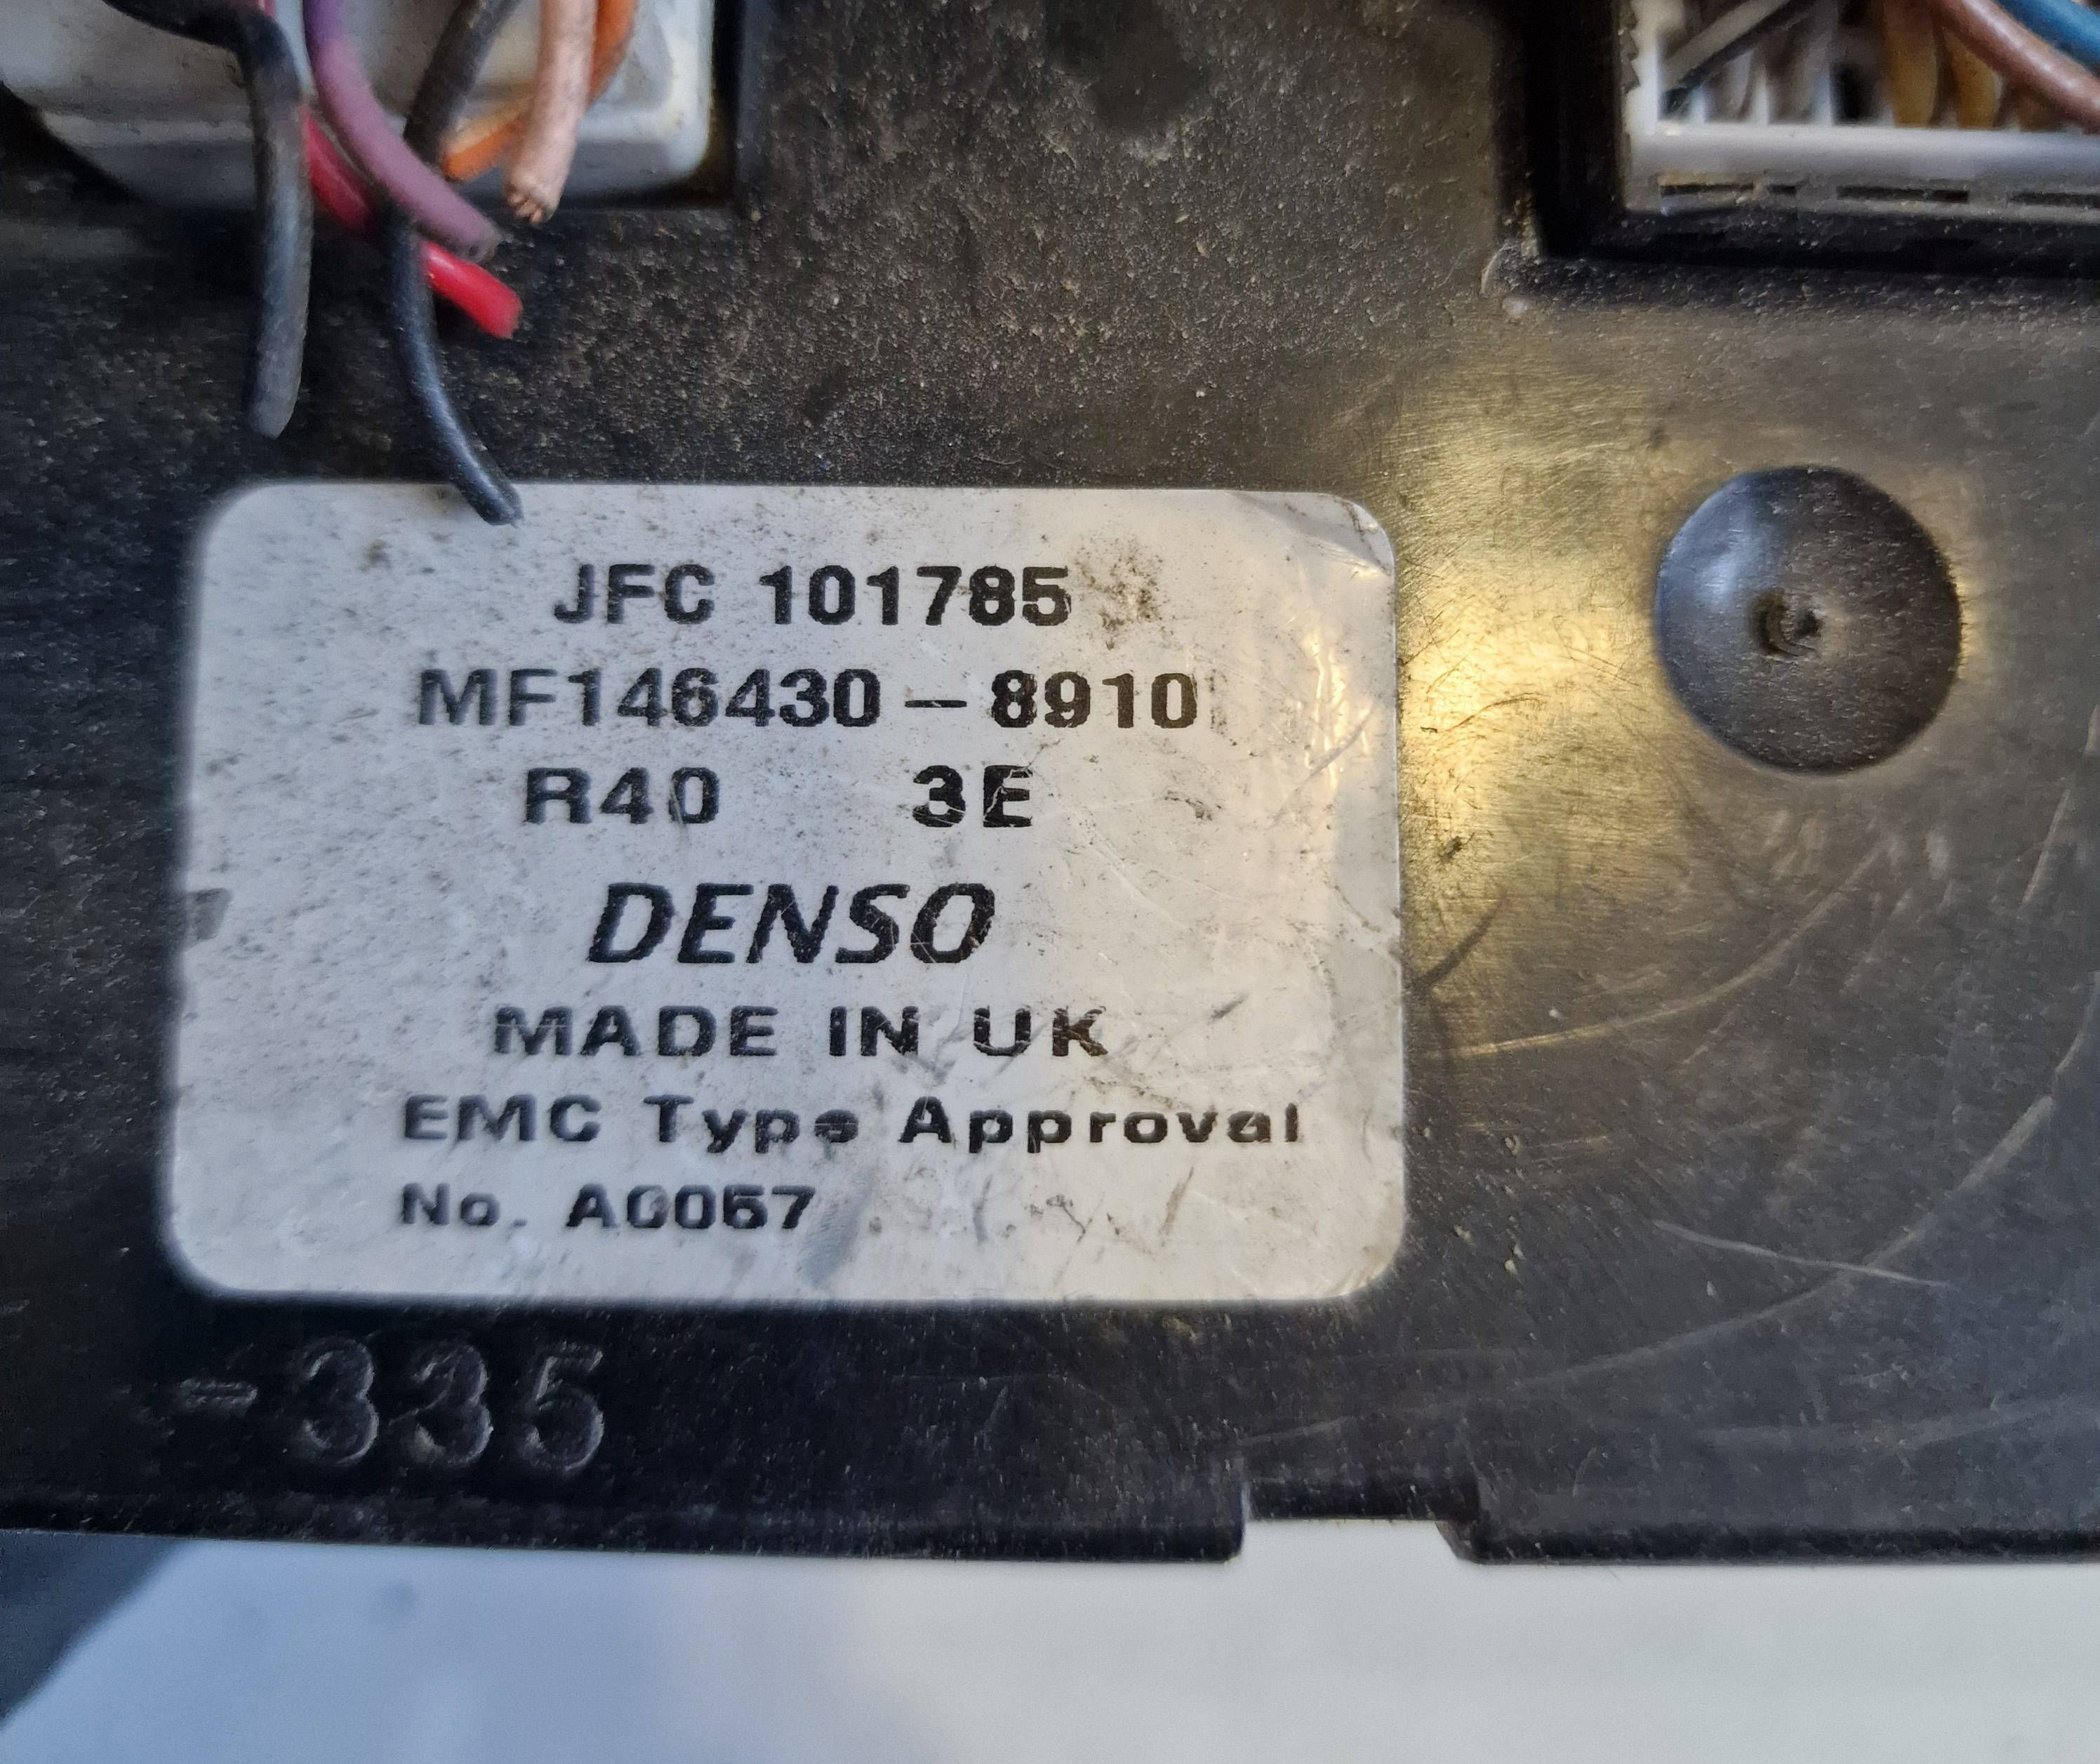 JFC 101785
MF146430-8910
R40 3E
DENSO
MADE IN UK
EMC Type Approval
No. A0057
-335